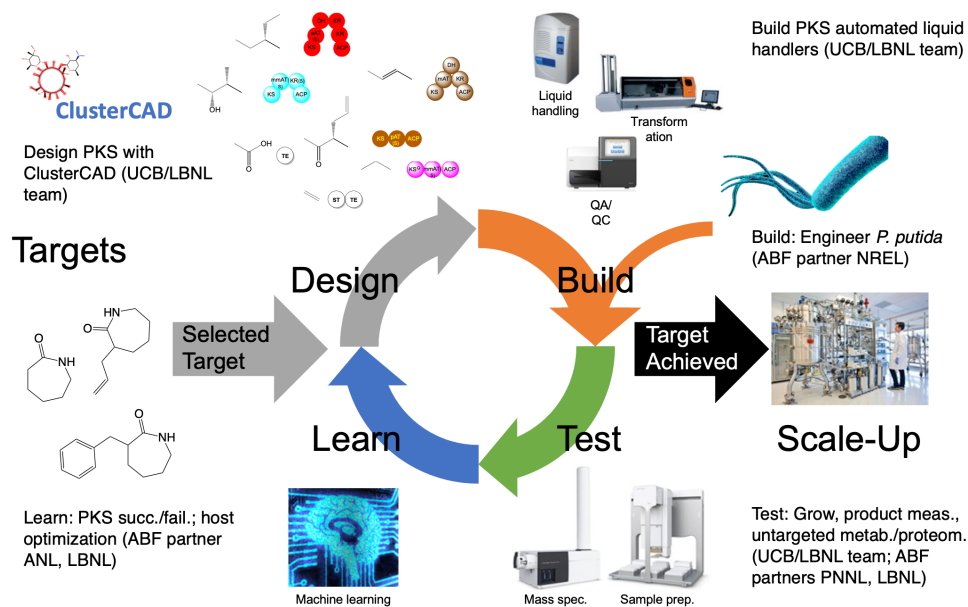 ClusterCAD
Design PKS with
ClusterCAD (UCB/LBNL
team)
DH
ER
pAT
(S)
KR
KS
ACP
OH
mmAT(
S)
KR(S)
KS
ACP
DH
mAT
KR
KS
ACP
O
OH
TE
O
KS
pAT
(S)
ACP
KSQ
mmAT(
S)
ACP
ST
TE
Liquid
handling
Transform
ation
QA/
QC
Build PKS automated liquid
handlers (UCB/LBNL team)
Build: Engineer P. putida
(ABF partner NREL)
Targets
Design
Build
Selected
Target
Target
Achieved
O
NH
HN
O
O
NH
Learn
Test
Scale-Up
Learn: PKS succ./fail.; host
optimization (ABF partner
ANL, LBNL)
Machine learning
Mass spec.
Sample prep.
Test: Grow, product meas.,
untargeted metab./proteom.
(UCB/LBNL team; ABF
partners PNNL, LBNL)